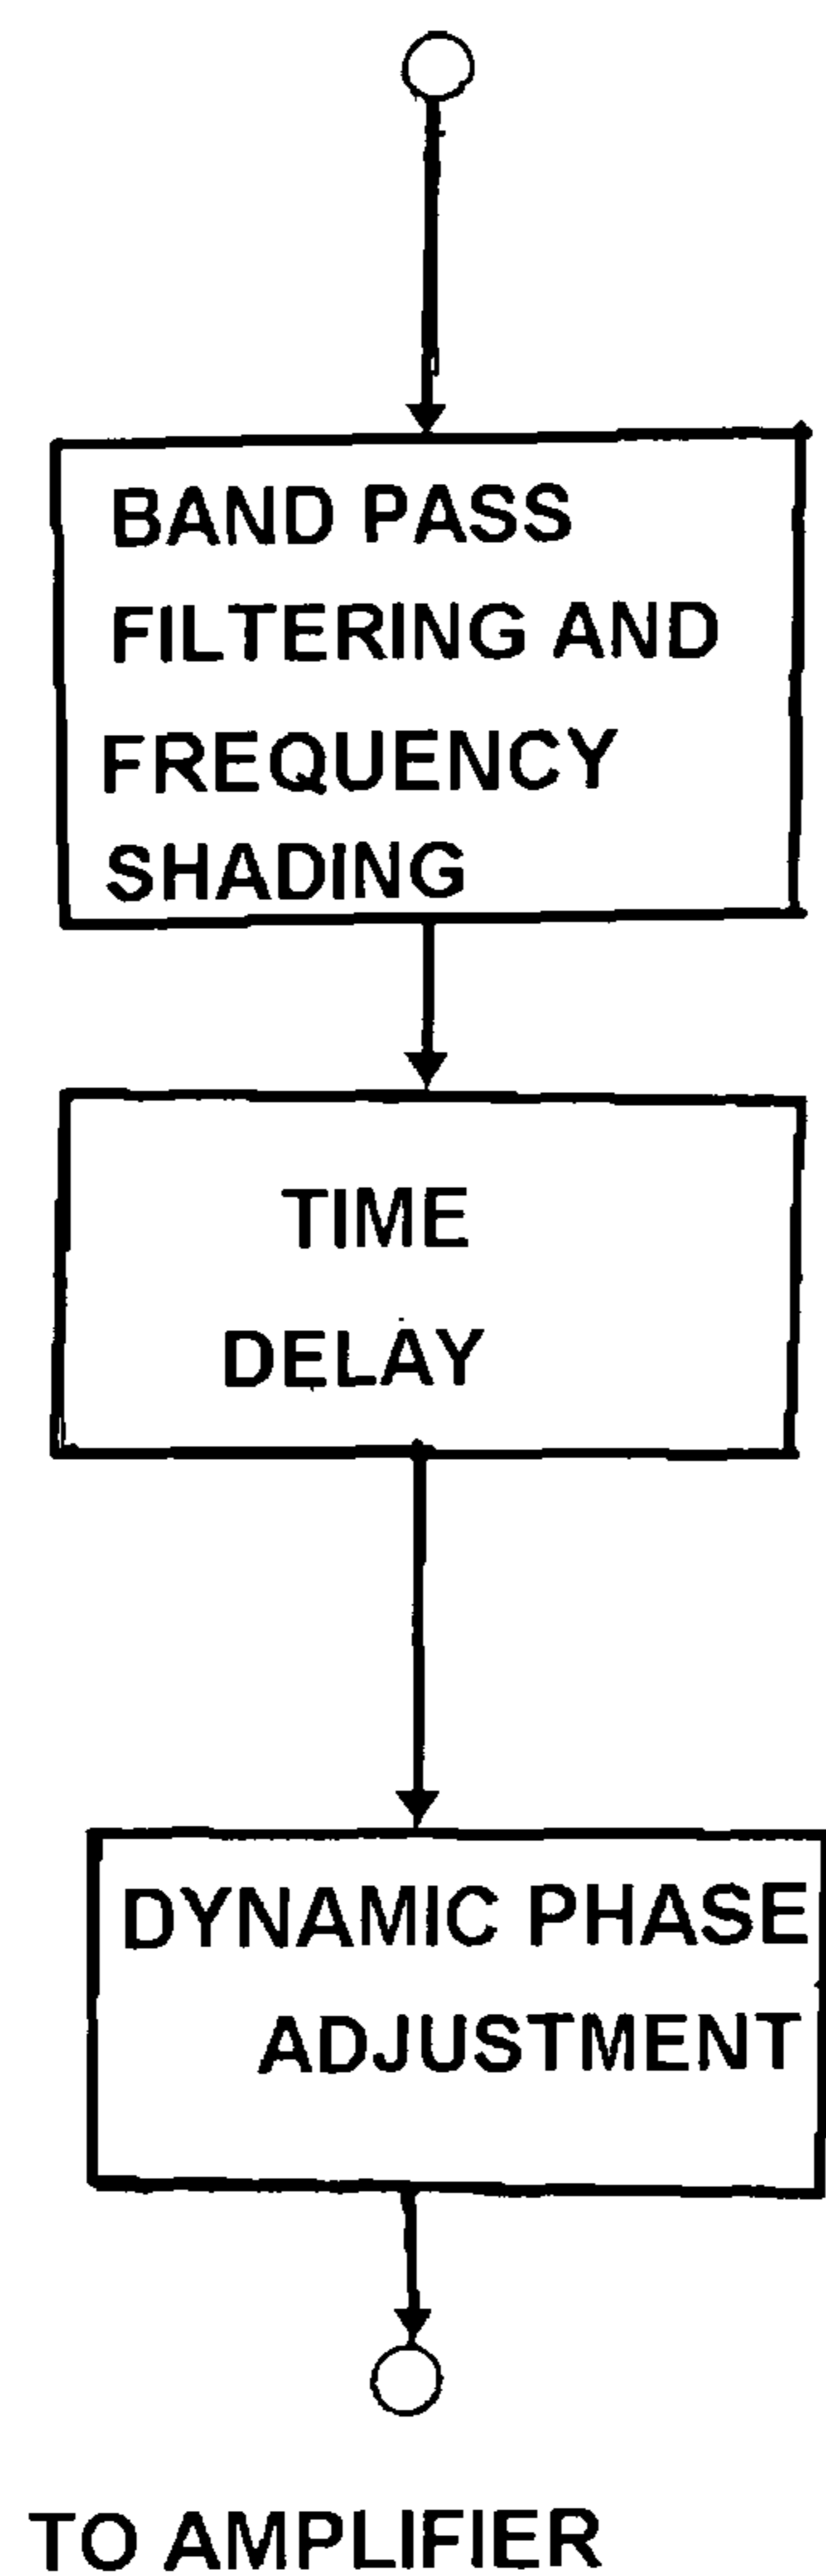 BAND PASS
FILTERING AND
FREQUENCY
SHADING
TIME
DELAY
DYNAMIC PHASE
ADJUSTMENT
TO AMPLIFIER